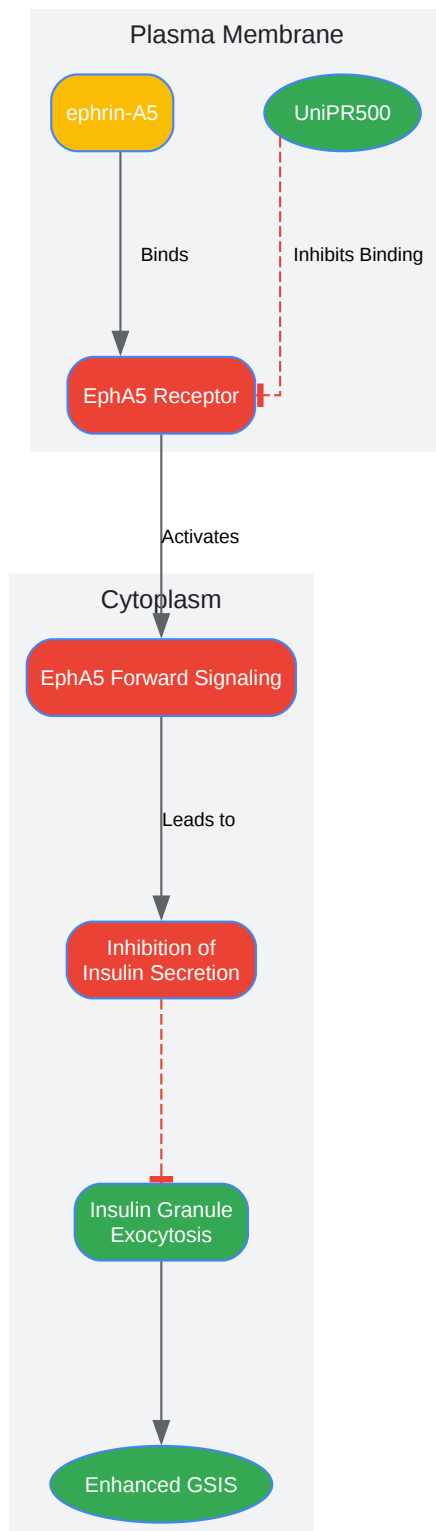 Plasma Membrane
ephrin-A5
UniPR500
Binds
Inhibits Binding
EphA5 Receptor
Activates
Cytoplasm
EphA5 Forward Signaling
Leads to
Inhibition of
Insulin Secretion
Insulin Granule
Exocytosis
Enhanced GSIS